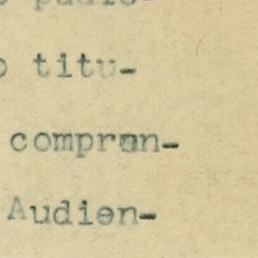 titu-
compren-
Audien-